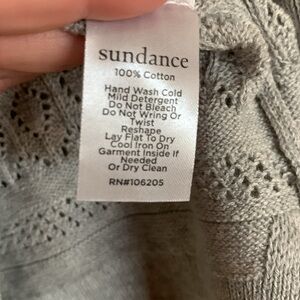 sundance
100% Cotton
Hand Wash Cold
Mild Detergent
Do Not Bleach
Do Not Wring Or
Twist
Reshape
Lay Flat To Dry
Cool Iron On
Garment Inside If
Needed
Or Dry Clean
RN#106205